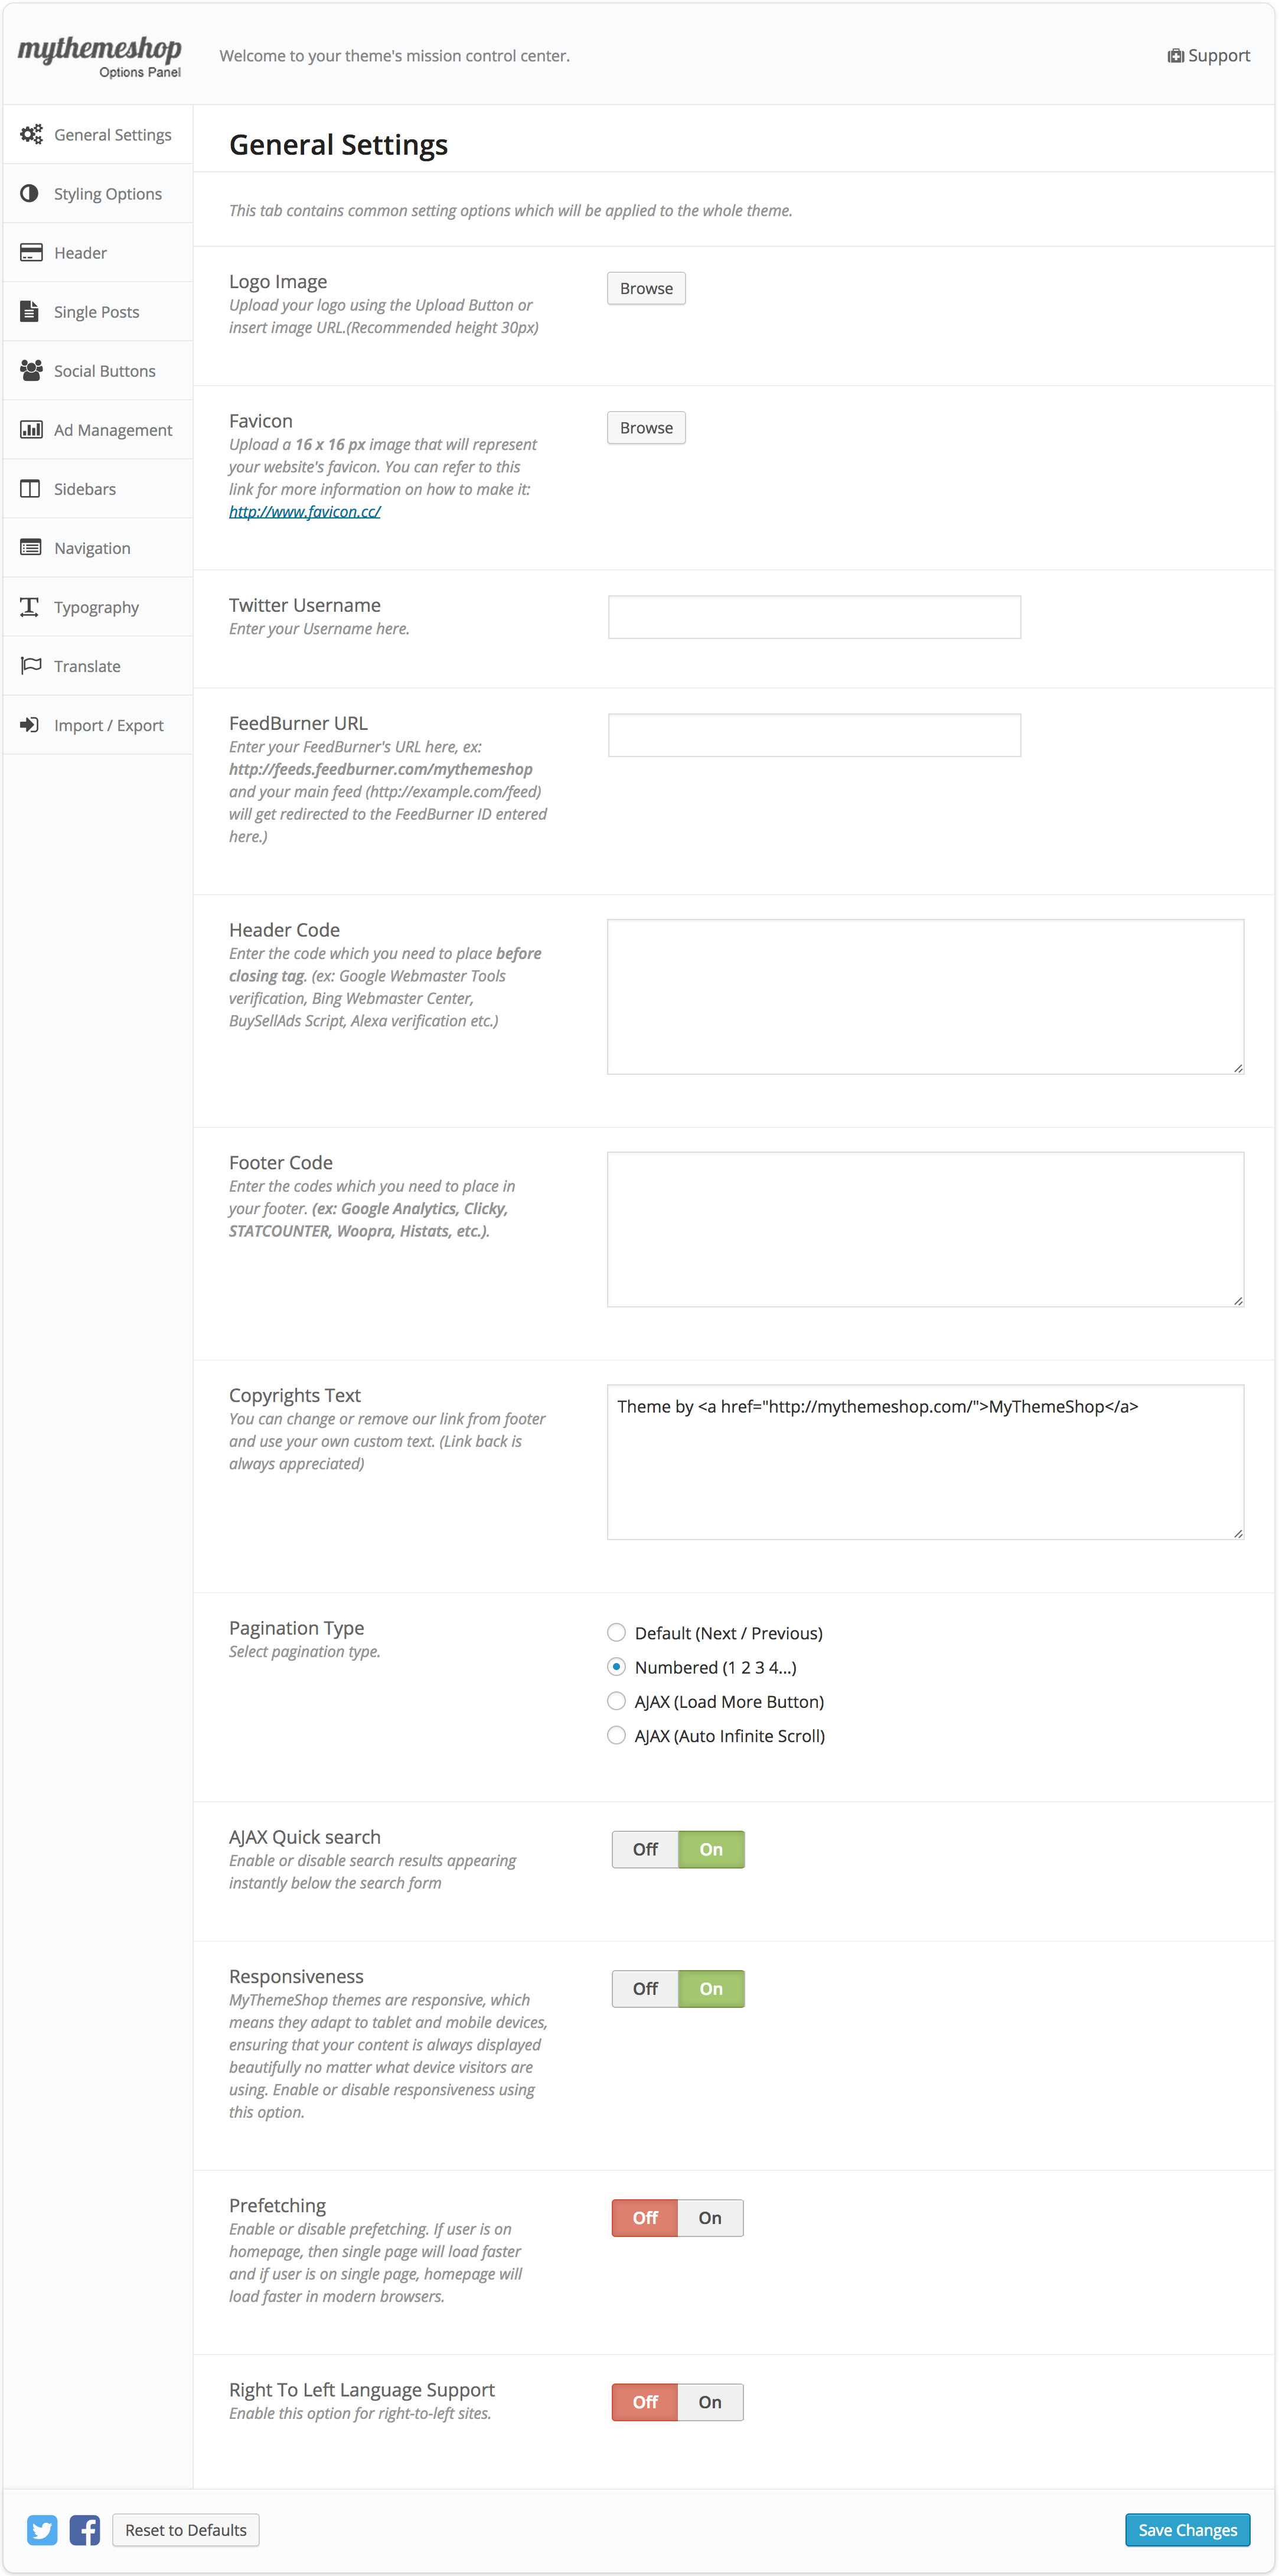 mythemeshop
Options Panel
Welcome to your theme's mission control center.
Support
General Settings
Styling Options
Header
Single Posts
Social Buttons
Ad Management
Sidebars
Navigation
Typography
Translate
Import / Export
General Settings
This tab contains common setting options which will be applied to the whole theme.
Logo Image
Upload your logo using the Upload Button or
insert image URL.(Recommended height 30px)
Browse
Favicon
Upload a 16 x 16 px image that will represent
your website's favicon. You can refer to this
link for more information on how to make it:
http://www.favicon.cc/
Browse
Twitter Username
Enter your Username here.
FeedBurner URL
Enter your FeedBurner's URL here, ex:
http://feeds.feedburner.com/mythemeshop
and your main feed (http://example.com/feed)
will get redirected to the FeedBurner ID entered
here.)
Header Code
Enter the code which you need to place before
closing tag. (ex: Google Webmaster Tools
verification, Bing Webmaster Center,
BuySellAds Script, Alexa verification etc.)
Footer Code
Enter the codes which you need to place in
your footer. (ex: Google Analytics, Clicky,
STATCOUNTER, Woopra, Histats, etc.).
Copyrights Text
You can change or remove our link from footer
and use your own custom text. (Link back is
always appreciated)
Theme by <a href="http://mythemeshop.com/">MyThemeShop</a>
Pagination Type
Select pagination type.
Default (Next / Previous)
Numbered (1 2 3 4...)
AJAX (Load More Button)
AJAX (Auto Infinite Scroll)
AJAX Quick search
Enable or disable search results appearing
instantly below the search form
Off On
Responsiveness
MyThemeShop themes are responsive, which
means they adapt to tablet and mobile devices,
ensuring that your content is always displayed
beautifully no matter what device visitors are
using. Enable or disable responsiveness using
this option.
Off On
Prefetching
Enable or disable prefetching. If user is on
homepage, then single page will load faster
and if user is on single page, homepage will
load faster in modern browsers.
Off On
Right To Left Language Support
Enable this option for right-to-left sites.
Off On
Reset to Defaults
Save Changes